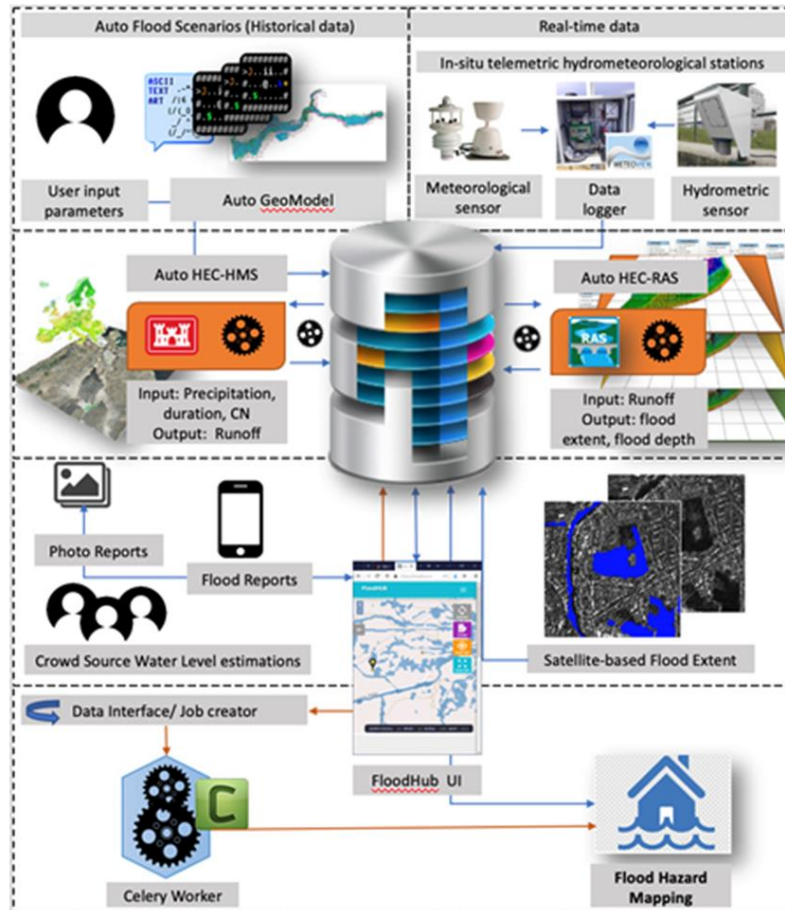 Auto Flood Scenarios (Historical data)
Real-time data
In-situ telemetric hydrometeorological stations
ASCII
TEXT
ART
User input
parameters
Auto GeoModel
Meteorological
sensor
Data
logger
METEOVIEW
Hydrometric
sensor
Auto HEC-HMS
Auto HEC-RAS
RAS
Input: Precipitation,
duration, CN
Output: Runoff
Input: Runoff
Output: flood
extent, flood depth
Photo Reports
Flood Reports
Crowd Source Water Level estimations
FloodHUB
Satellite-based Flood Extent
Data Interface/ Job creator
FloodHub UI
C
Celery Worker
Flood Hazard
Mapping